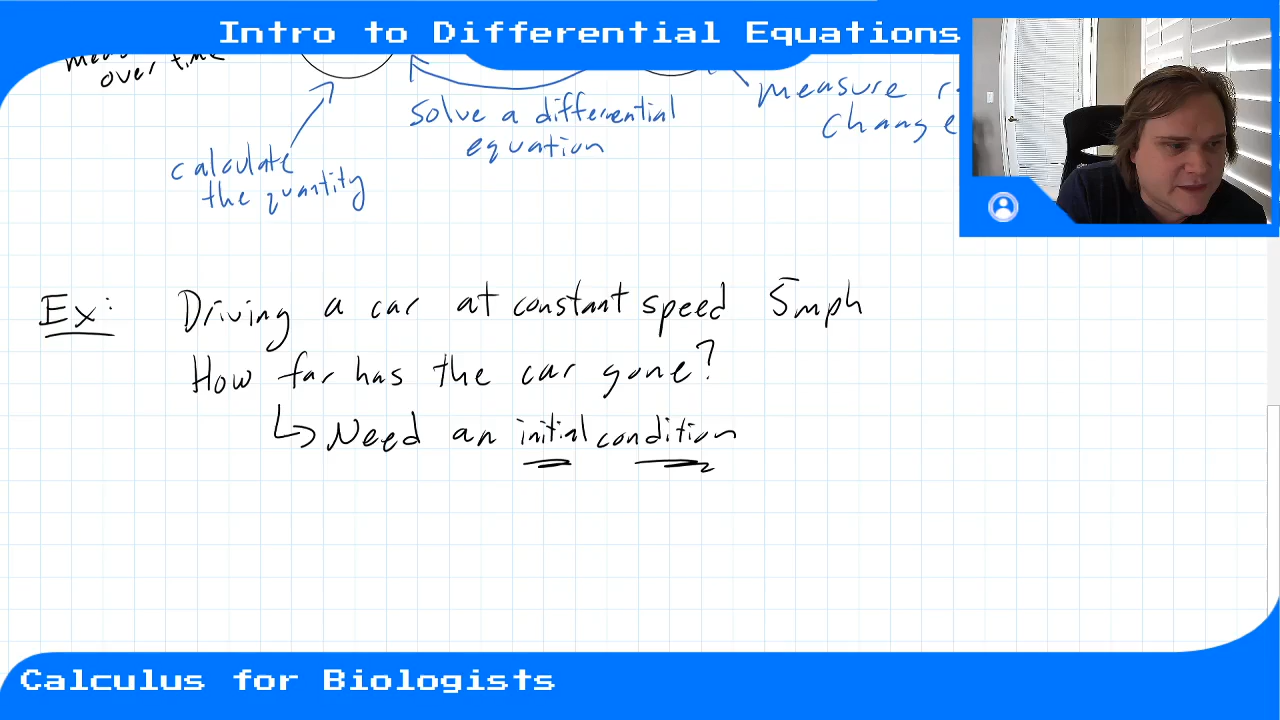 Intro to Differential Equations
over time
solve a differential
equation
measure
change
calculate
the quantity
Ex: Driving a car at constant speed 5mph
How far has the car gone?
↳ Need an initial condition
Calculus for Biologists